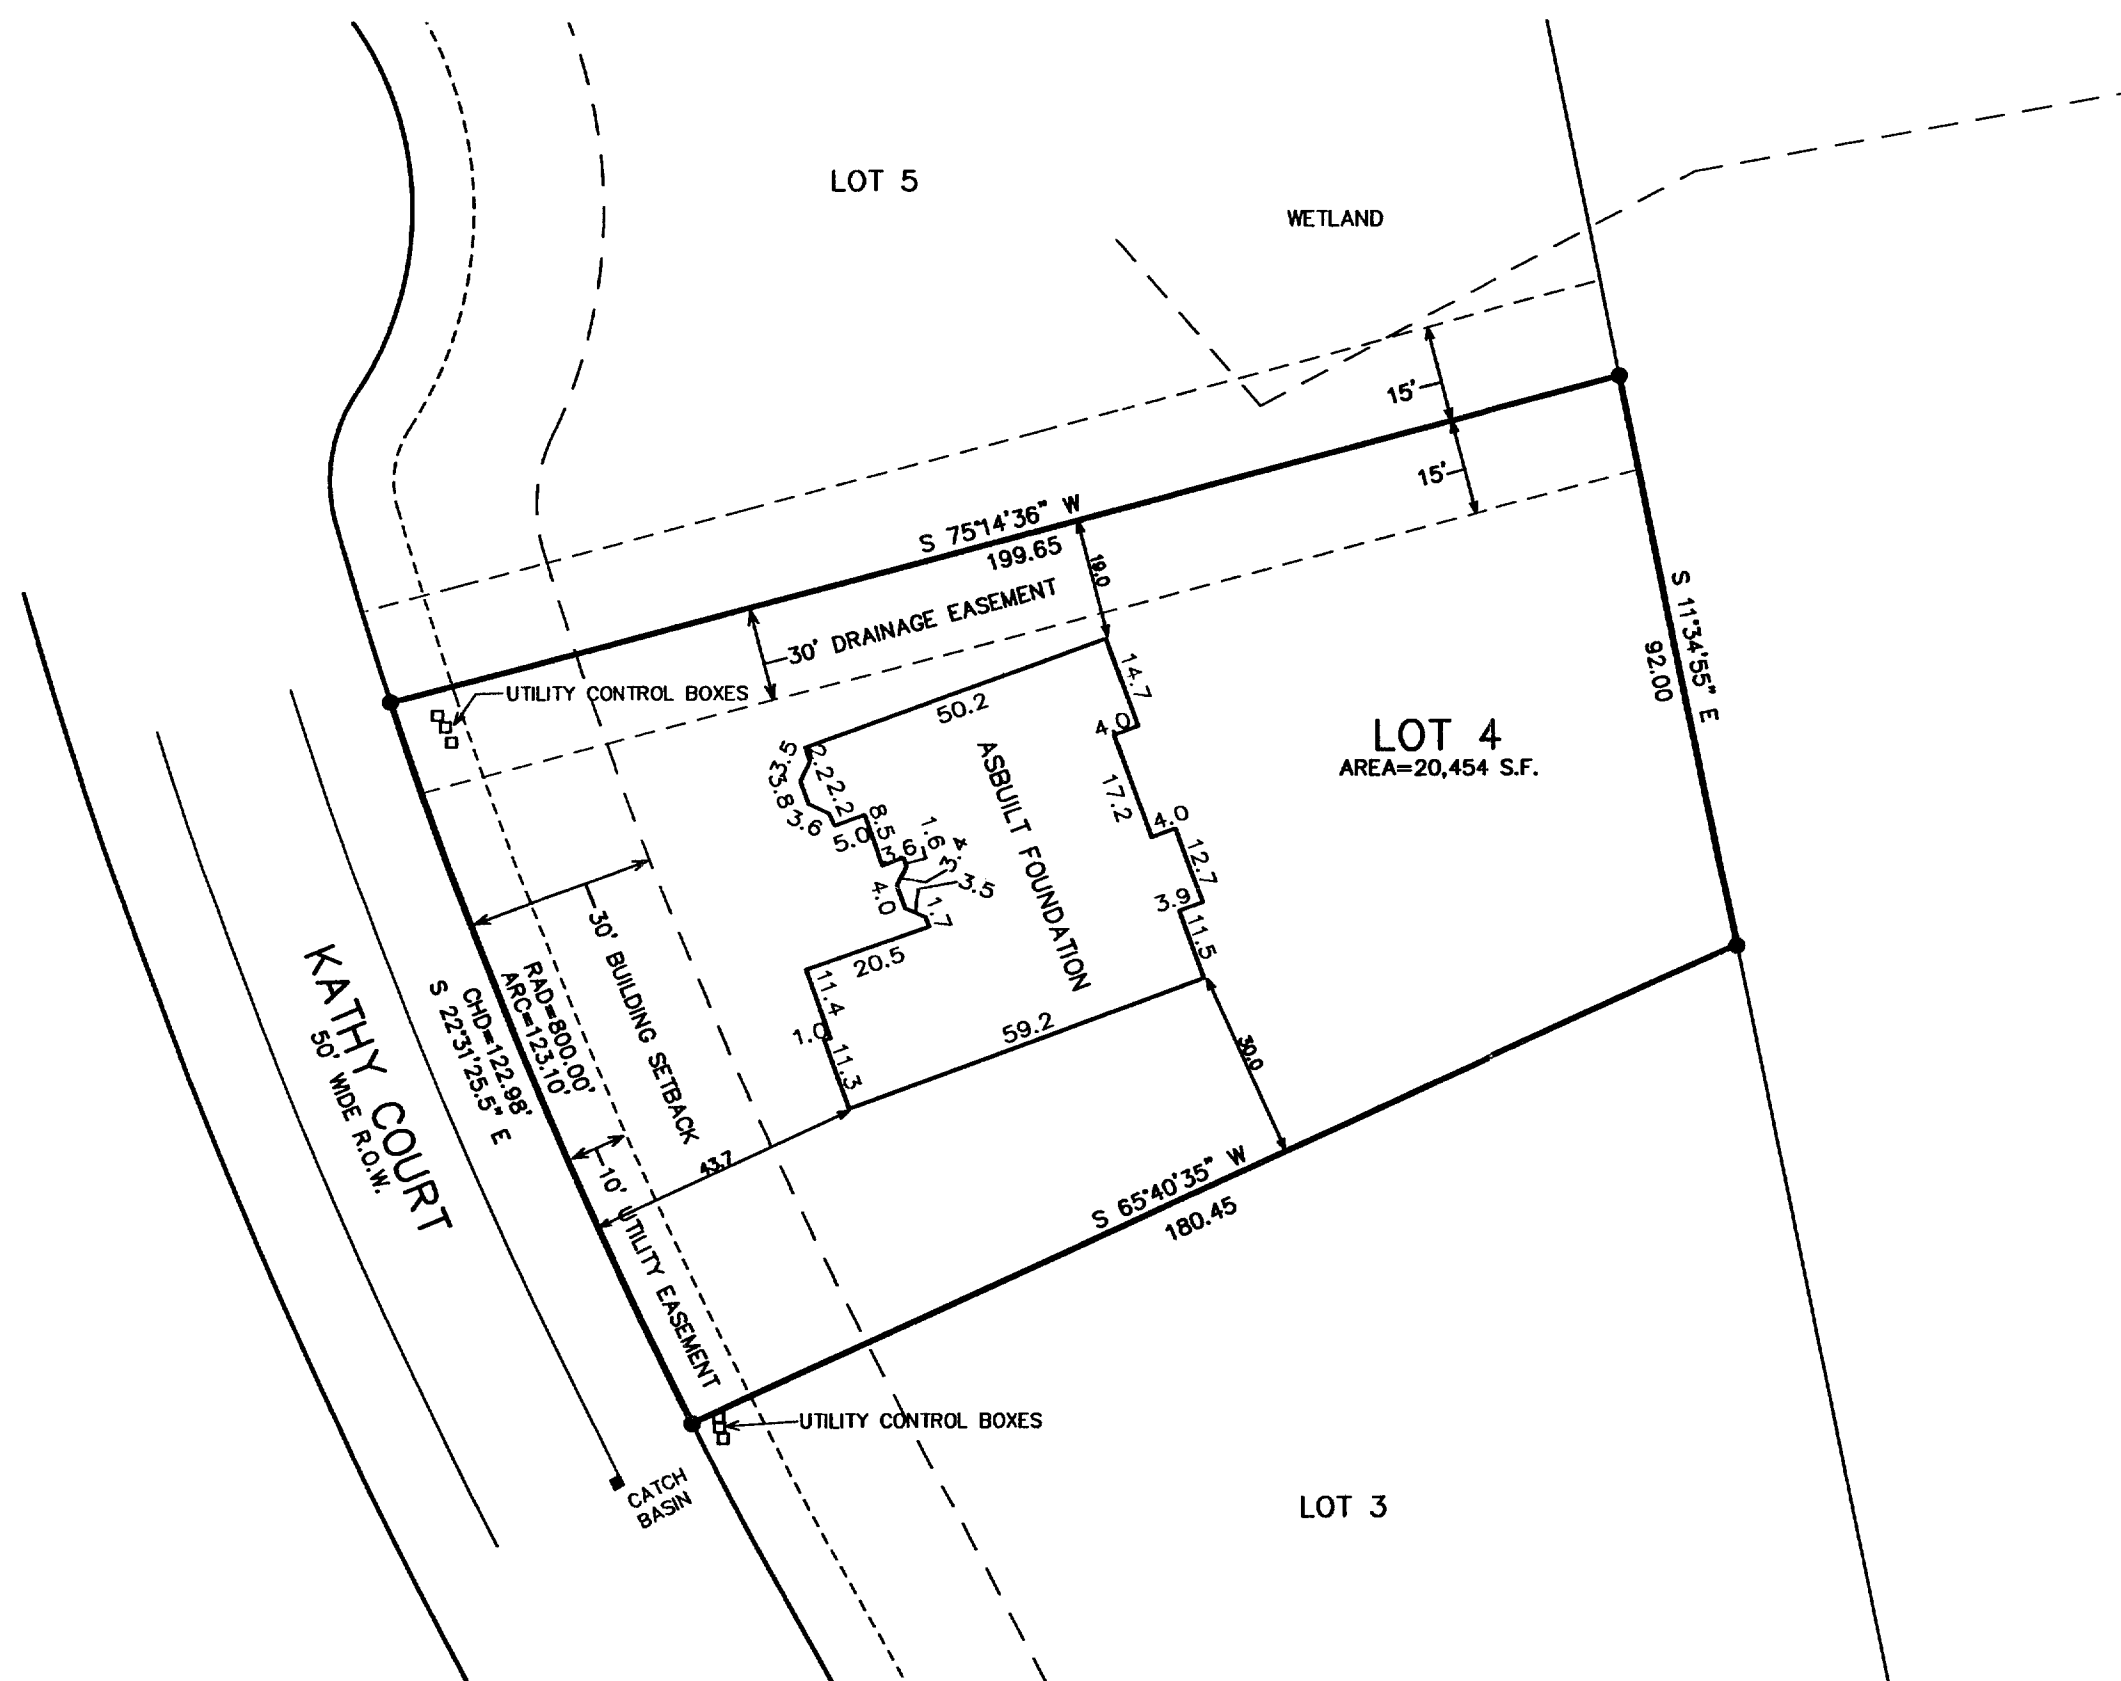 LOT 5
WETLAND
15'
15'
S 75°14'36" W
199.65
19.0
30' DRAINAGE EASEMENT
UTILITY CONTROL BOXES
S 11°34'55" E
92.00
LOT 4
AREA=20,454 S.F.
50.2
14.7
4.0
17.2
4.0
12.7
3.9
11.5
ASBUILT FOUNDATION
3.5
2.2
3.8
2.2
3.6
5.0
8.5
3.6
1.6
3.4
3.5
4.0
1.7
20.5
11.4
1.0
11.3
59.2
30.0
43.7
30' BUILDING SETBACK
RAD=800.00'
ARC=123.10'
CHD=122.98'
S 22°31'25.5" E
KATHY COURT
50' WIDE R.O.W.
10' UTILITY EASEMENT
S 65°40'35" W
180.45
UTILITY CONTROL BOXES
CATCH
BASIN
LOT 3